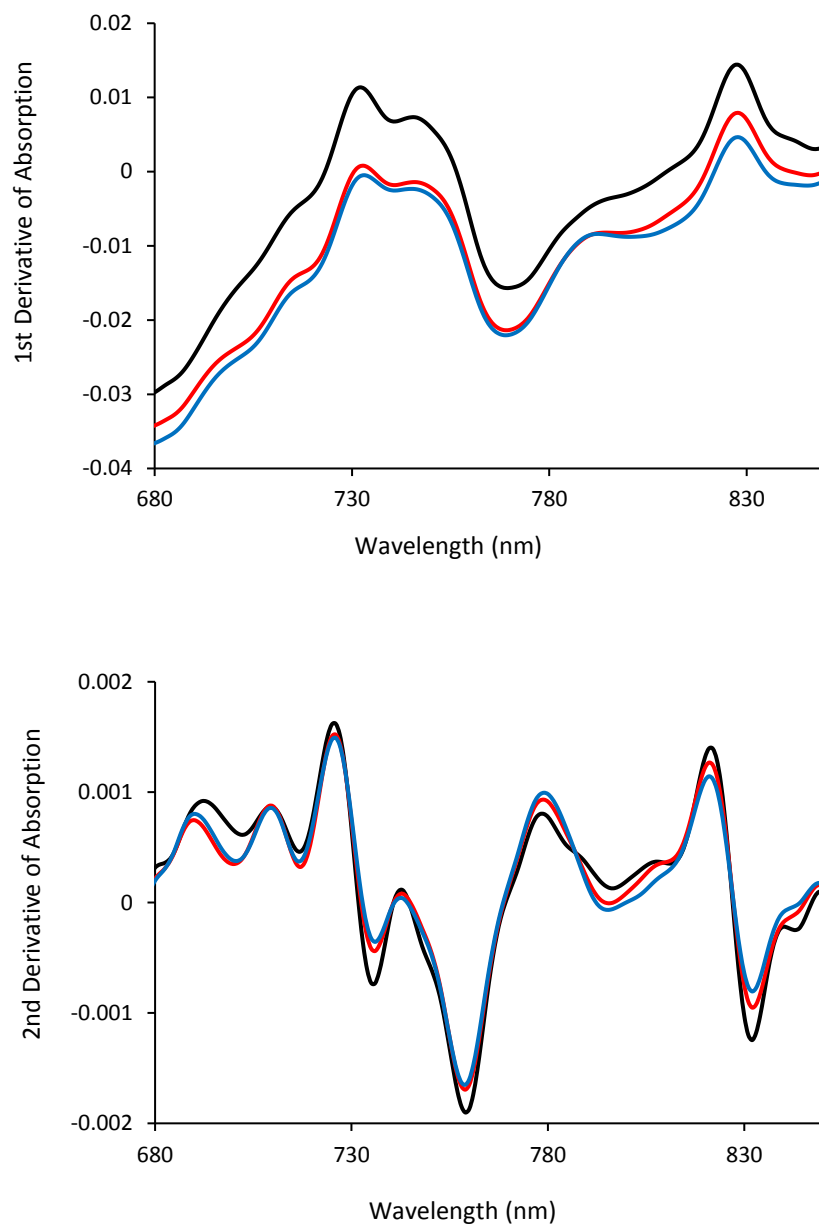 0.02
0.01
0
-0.01
-0.02
-0.03
-0.04
1st Derivative of Absorption
680 730 780 830
Wavelength (nm)
0.002
0.001
0
-0.001
-0.002
2nd Derivative of Absorption
680 730 780 830
Wavelength (nm)